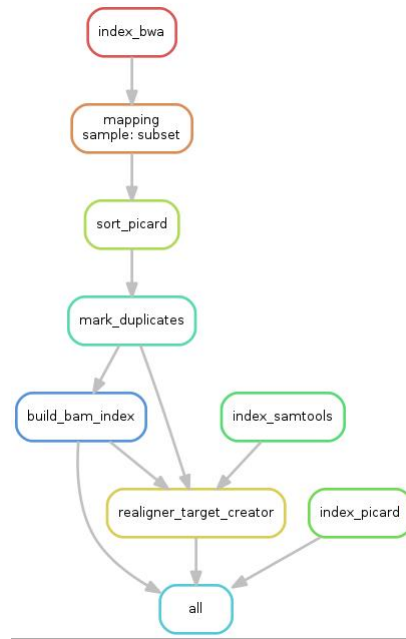 index_bwa
mapping
sample: subset
sort_picard
mark_duplicates
build_bam_index
index_samtools
realigner_target_creator
index_picard
all